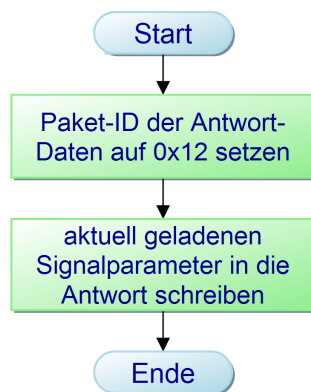 Start
Paket-ID der Antwort-
Daten auf 0x12 setzen
aktuell geladenen
Signalparameter in die
Antwort schreiben
Ende